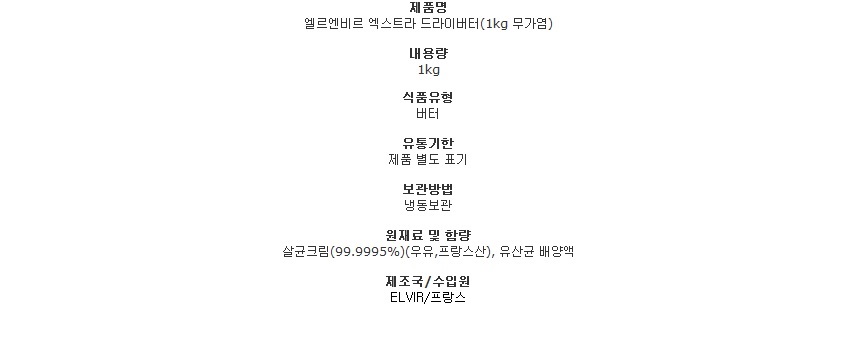 제품명
엘르엔비르 엑스트라 드라이버터(1kg 무가염)
내용량
1kg
식품유형
버터
유통기한
제품 별도 표기
보관방법
냉동보관
원재료 및 함량
살균크림(99.9995%)(우유,프랑스산), 유산균 배양액
제조국/수입원
ELVIR/프랑스